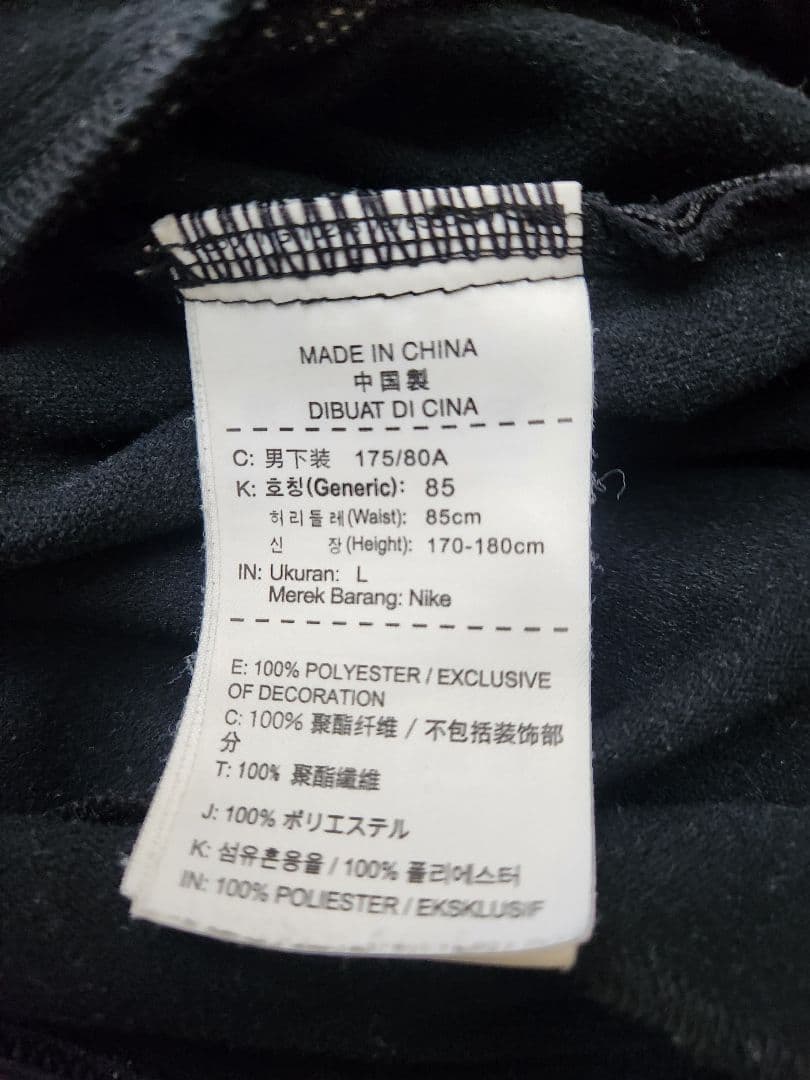 MADE IN CHINA
中国製
DIBUAT DI CINA
C: 男下装 175/80A
K: 호칭(Generic): 85
허리둘레(Waist): 85cm
신 장(Height): 170-180cm
IN: Ukuran: L
Merek Barang: Nike
E: 100% POLYESTER / EXCLUSIVE
OF DECORATION
C: 100% 聚酯纤维 / 不包括装饰部
分
T: 100% 聚酯纖維
J: 100% ポリエステル
K: 섬유혼용율 / 100% 폴리에스터
IN: 100% POLIESTER / EKSKLUSIF